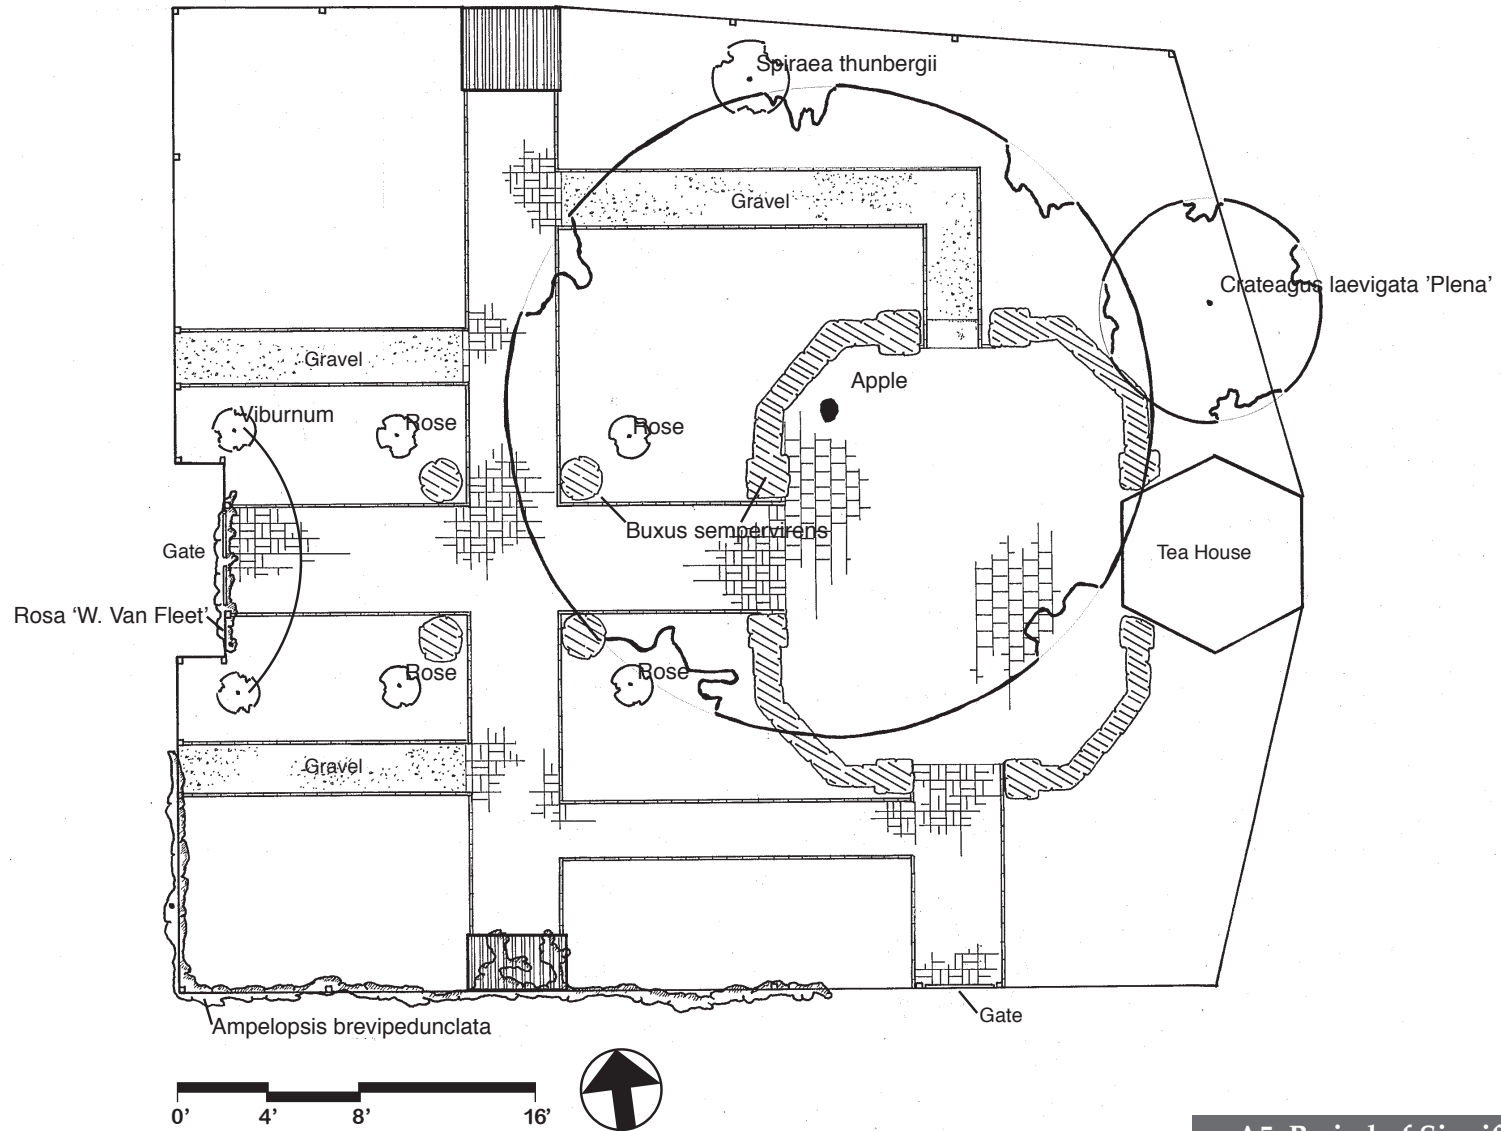 Spiraea thunbergii
Gravel
Crateagus laevigata ’Plena’
Gravel
Apple
Viburnum
Rose
Rose
Buxus sempervirens
Gate
Tea House
Rosa ‘W. Van Fleet’
Rose
Rose
Gravel
Gate
Ampelopsis brevipedunclata
0’ 4’ 8’ 16’